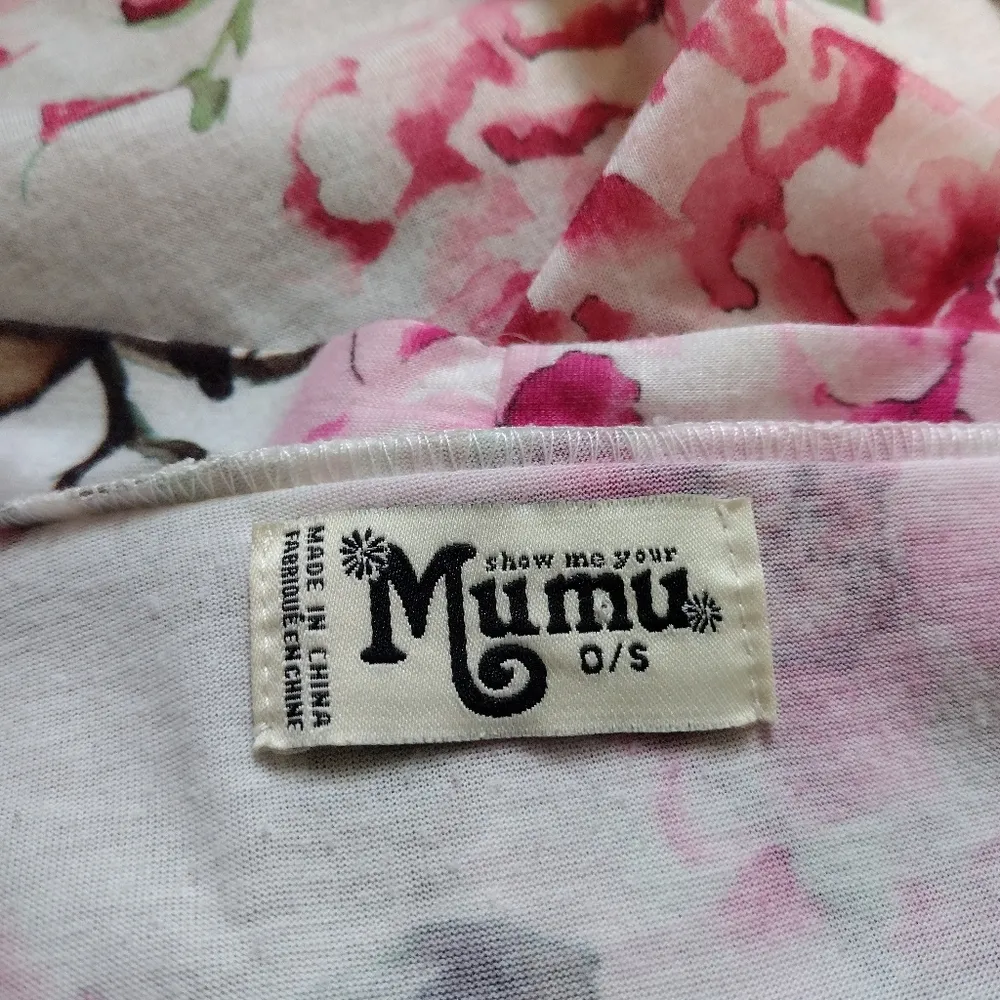 MADE IN CHINA
FABRIQUÉ EN CHINE
show me your
Mumu
O/S